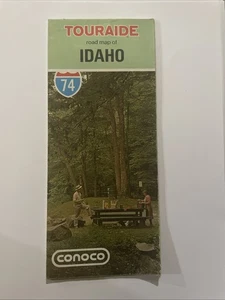 TOURAIDE
road map of
IDAHO
74
conoco